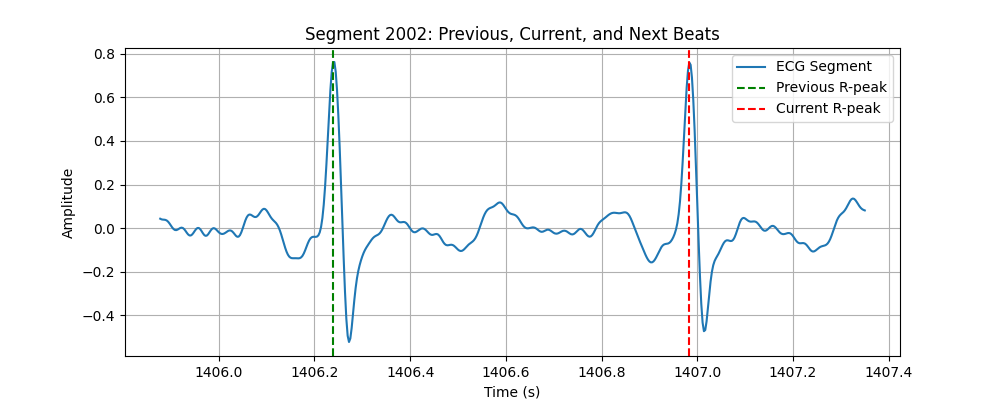 Segment 2002: Previous, Current, and Next Beats
ECG Segment
Previous R-peak
Current R-peak
Amplitude
0.8
0.6
0.4
0.2
0.0
−0.2
−0.4
1406.0 1406.2 1406.4 1406.6 1406.8 1407.0 1407.2 1407.4
Time (s)